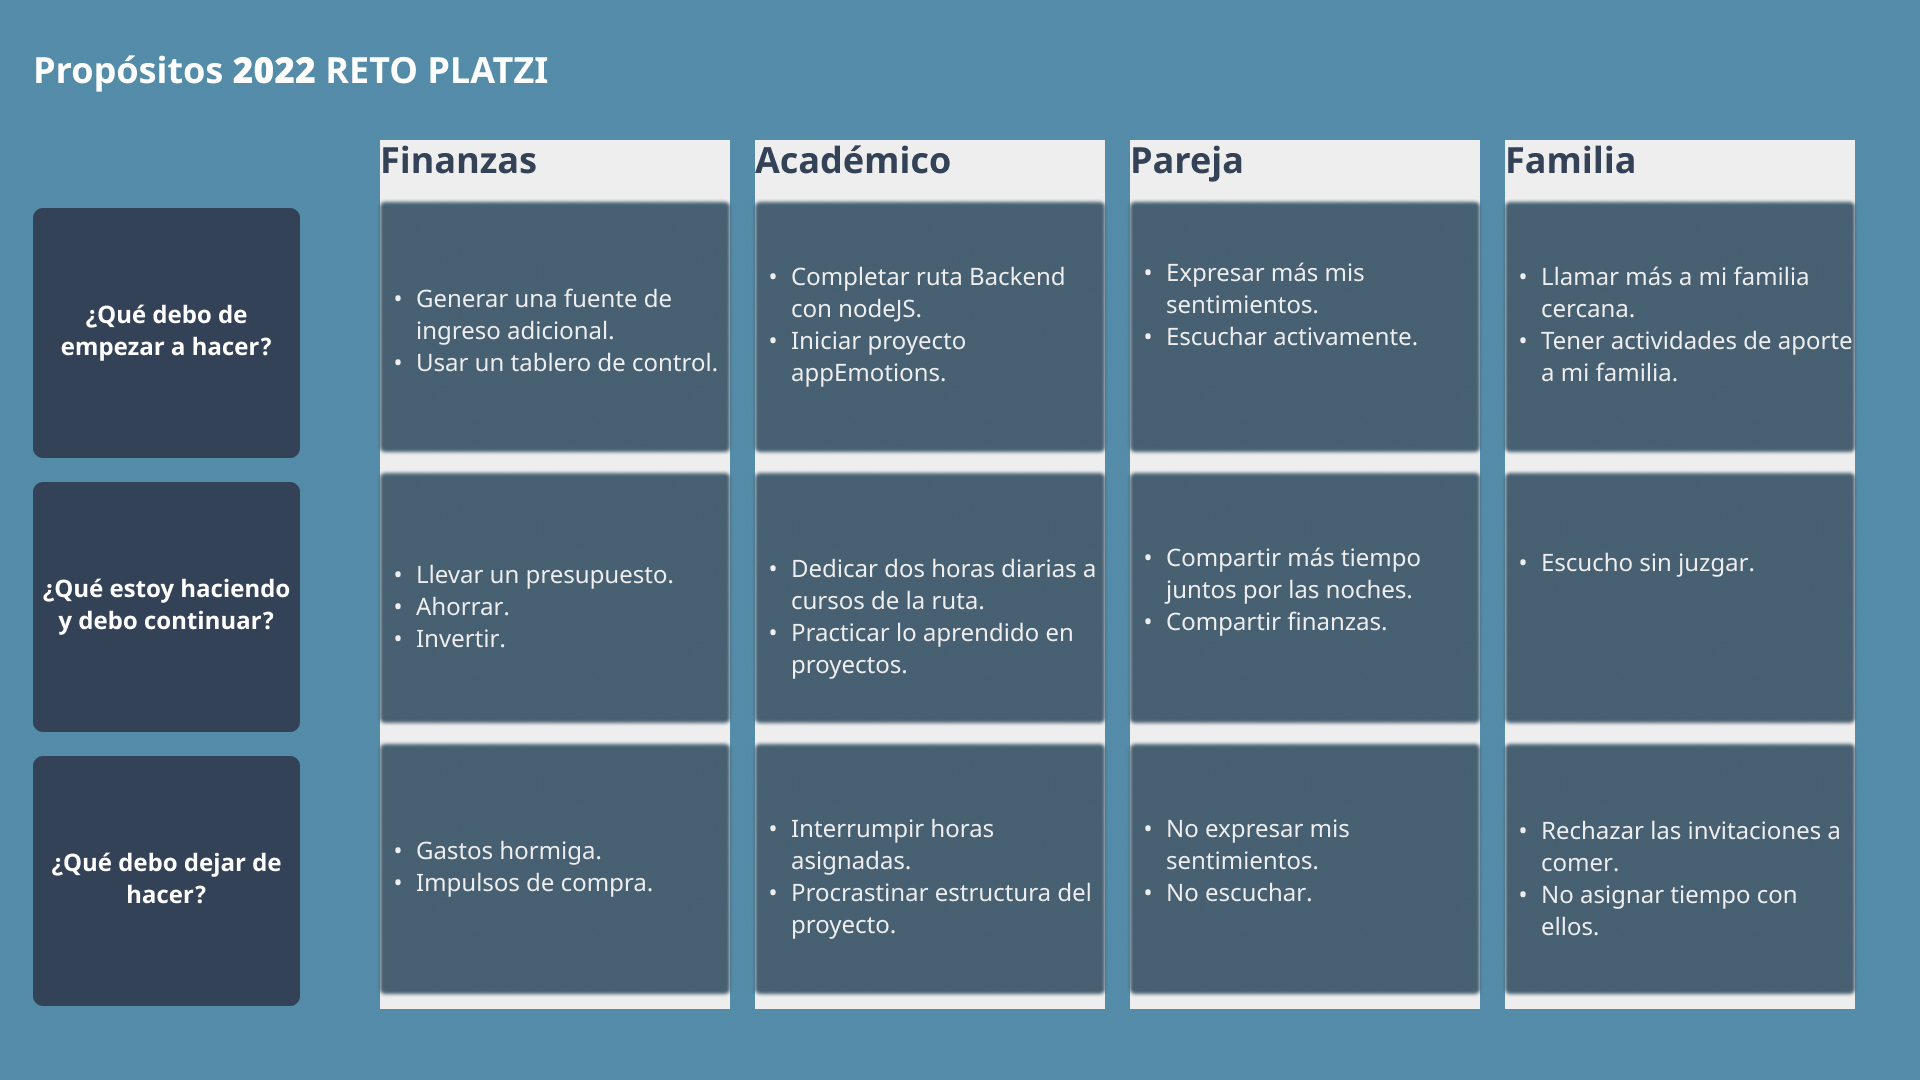 Propósitos 2022 RETO PLATZI
Finanzas
Académico
Pareja
Familia
¿Qué debo de
empezar a hacer?
• Generar una fuente de
ingreso adicional.
• Usar un tablero de control.
• Completar ruta Backend
con nodeJS.
• Iniciar proyecto
appEmotions.
• Expresar más mis
sentimientos.
• Escuchar activamente.
• Llamar más a mi familia
cercana.
• Tener actividades de aporte
a mi familia.
¿Qué estoy haciendo
y debo continuar?
• Llevar un presupuesto.
• Ahorrar.
• Invertir.
• Dedicar dos horas diarias a
cursos de la ruta.
• Practicar lo aprendido en
proyectos.
• Compartir más tiempo
juntos por las noches.
• Compartir finanzas.
• Escucho sin juzgar.
¿Qué debo dejar de
hacer?
• Gastos hormiga.
• Impulsos de compra.
• Interrumpir horas
asignadas.
• Procrastinar estructura del
proyecto.
• No expresar mis
sentimientos.
• No escuchar.
• Rechazar las invitaciones a
comer.
• No asignar tiempo con
ellos.